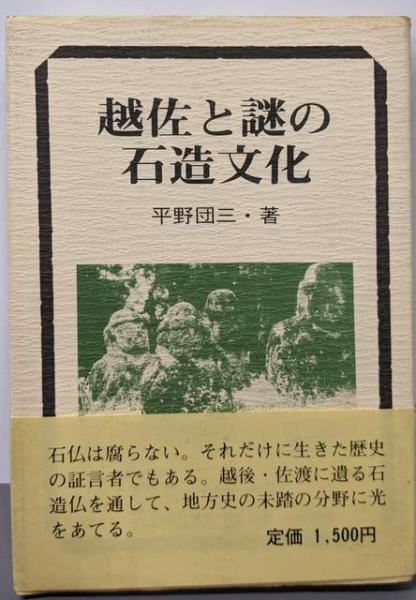 越佐と謎の
石造文化
平野団三・著
石仏は腐らない。それだけに生きた歴史
の証言者でもある。越後・佐渡に遺る石
造仏を通して、地方史の未踏の分野に光
をあてる。
定価 1,500円